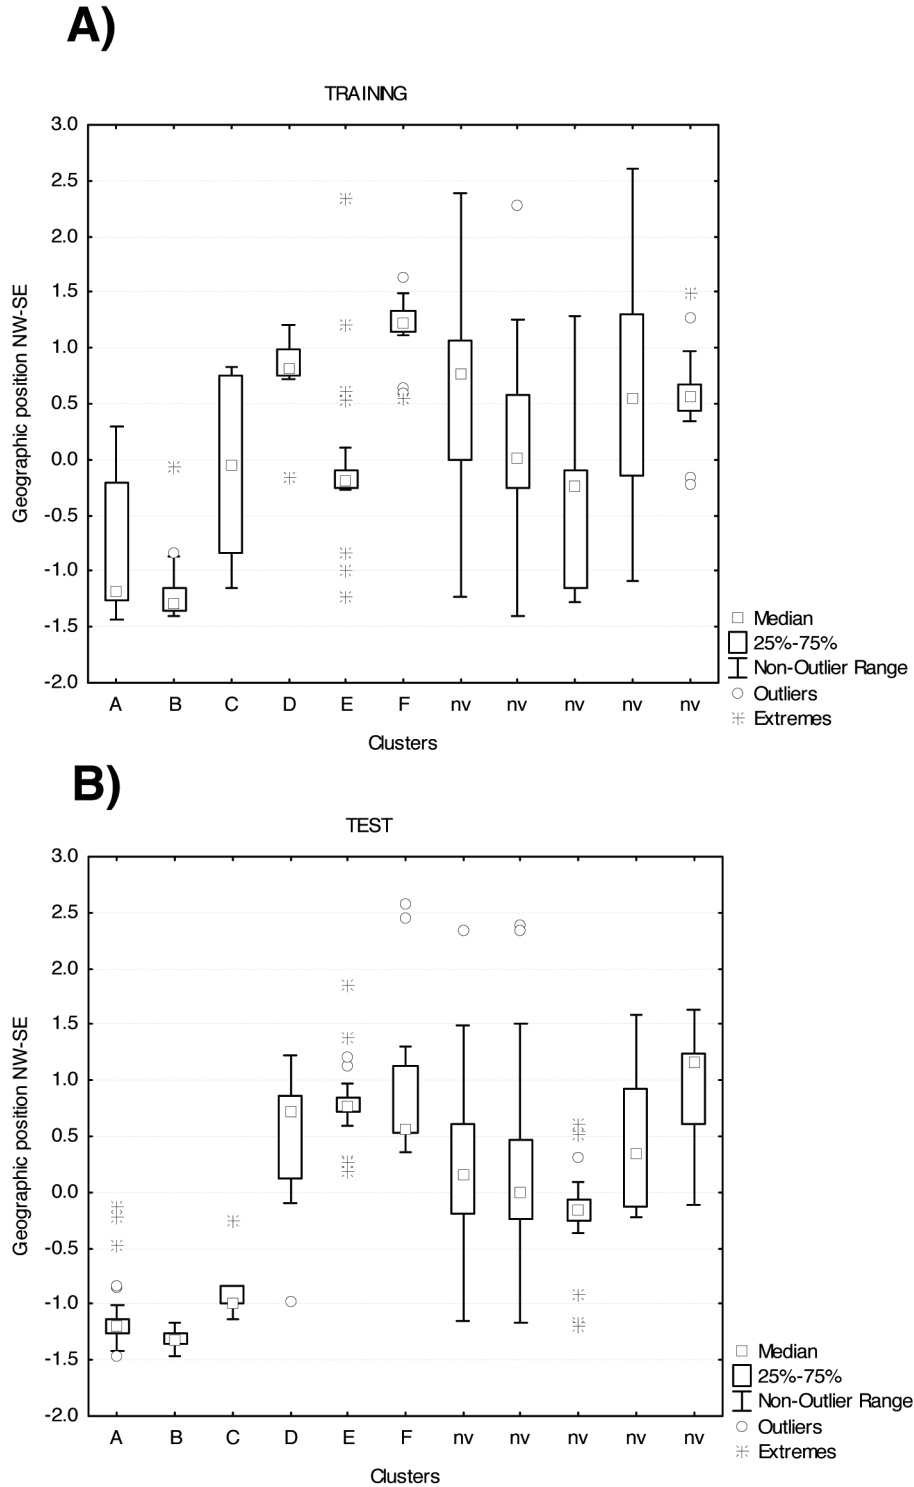 A)
TRAINING
3.0
2.5
2.0
1.5
1.0
0.5
0.0
-0.5
-1.0
-1.5
-2.0
Geographic position NW-SE
A B C D E F nv nv nv nv nv
Clusters
Median
25%-75%
Non-Outlier Range
Outliers
Extremes
B)
TEST
3.0
2.5
2.0
1.5
1.0
0.5
0.0
-0.5
-1.0
-1.5
-2.0
Geographic position NW-SE
A B C D E F nv nv nv nv nv
Clusters
Median
25%-75%
Non-Outlier Range
Outliers
Extremes